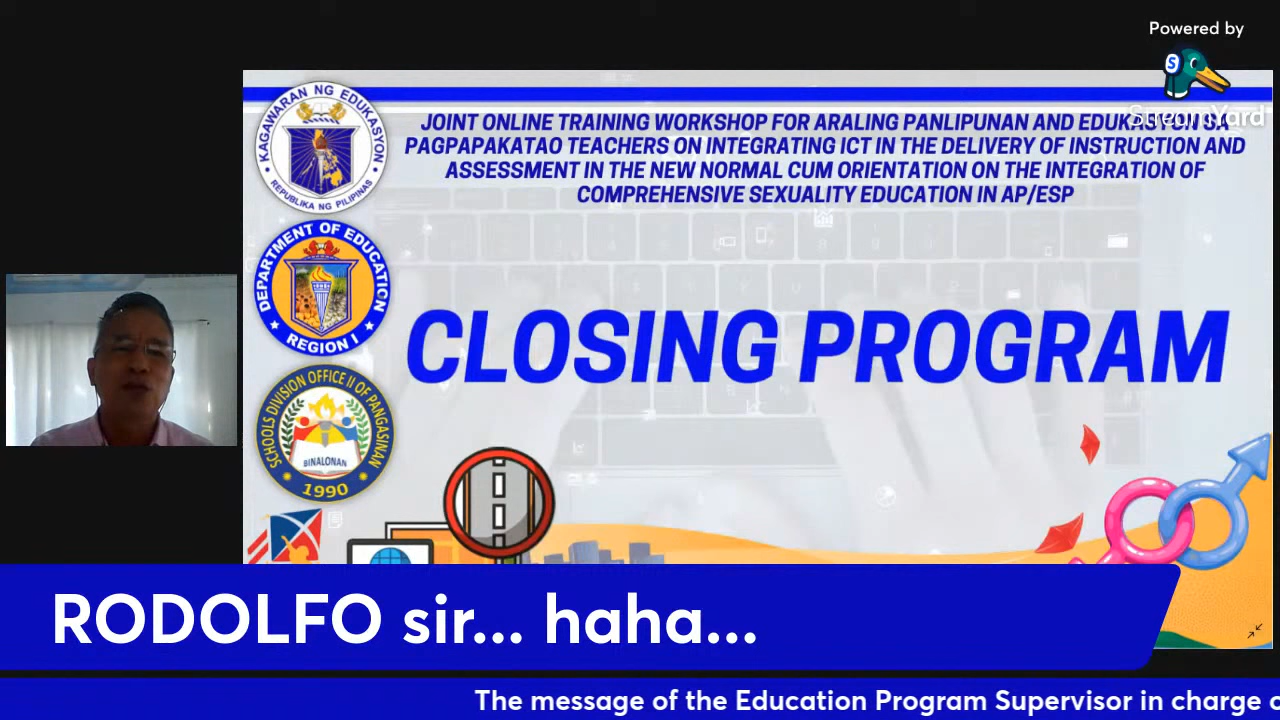 Powered by
StreamYard
KAGAWARAN NG EDUKASYON
REPUBLIKA NG PILIPINAS
JOINT ONLINE TRAINING WORKSHOP FOR ARALING PANLIPUNAN AND EDUKASYON SA
PAGPAPAKATAO TEACHERS ON INTEGRATING ICT IN THE DELIVERY OF INSTRUCTION AND
ASSESSMENT IN THE NEW NORMAL CUM ORIENTATION ON THE INTEGRATION OF
COMPREHENSIVE SEXUALITY EDUCATION IN AP/ESP
DEPARTMENT OF EDUCATION
REGION I
CLOSING PROGRAM
SCHOOLS DIVISION OFFICE II OF PANGASINAN
BINALONAN
1990
RODOLFO sir... haha...
The message of the Education Program Supervisor in charge